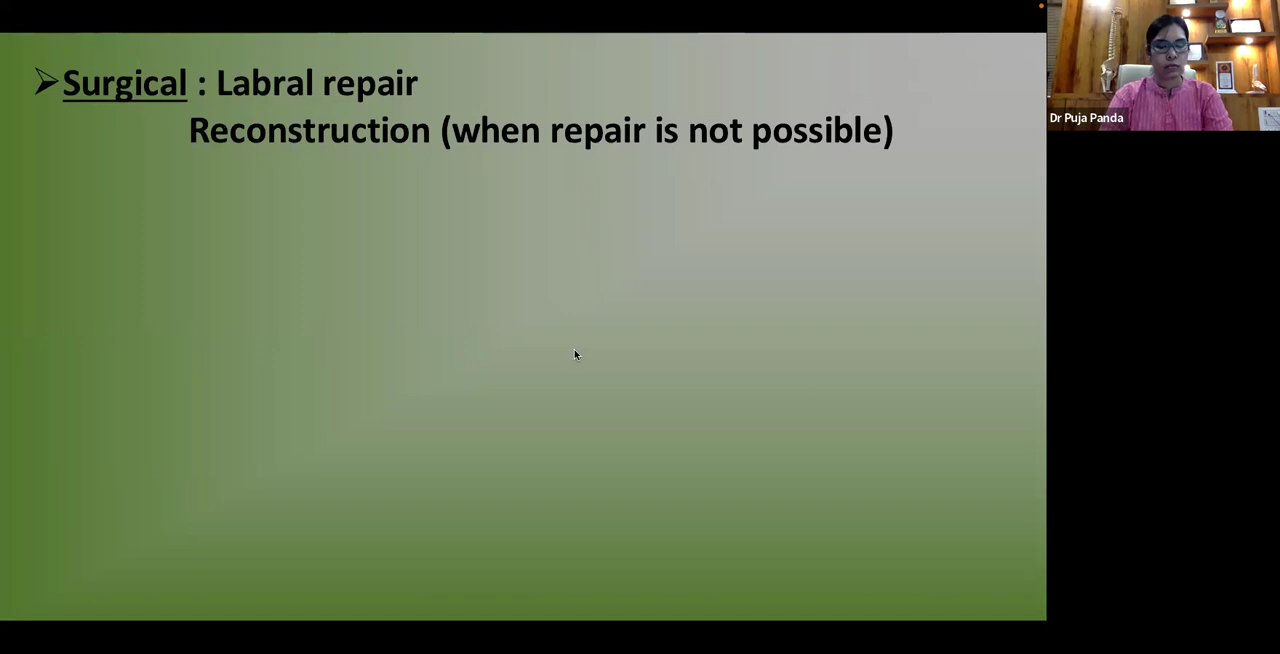 ➢Surgical : Labral repair
Reconstruction (when repair is not possible)
Dr Puja Panda